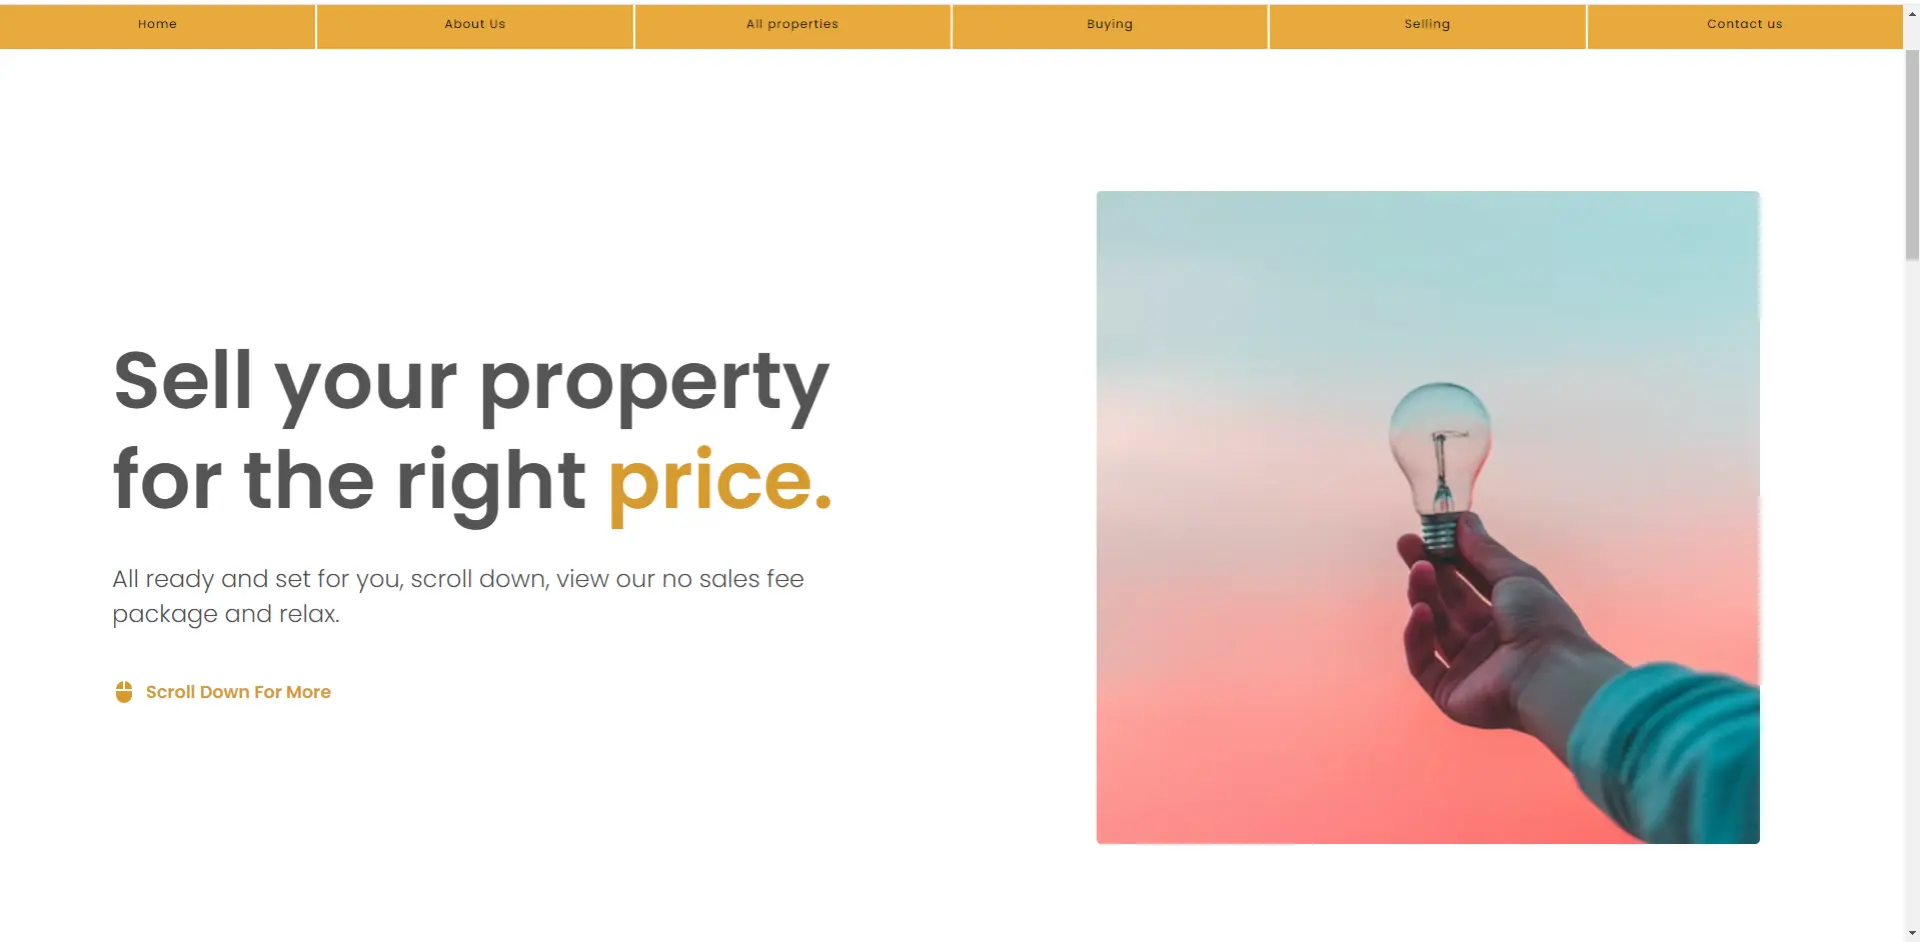 Home
About Us
All properties
Buying
Selling
Contact us
Sell your property
for the right price.
All ready and set for you, scroll down, view our no sales fee
package and relax.
Scroll Down For More